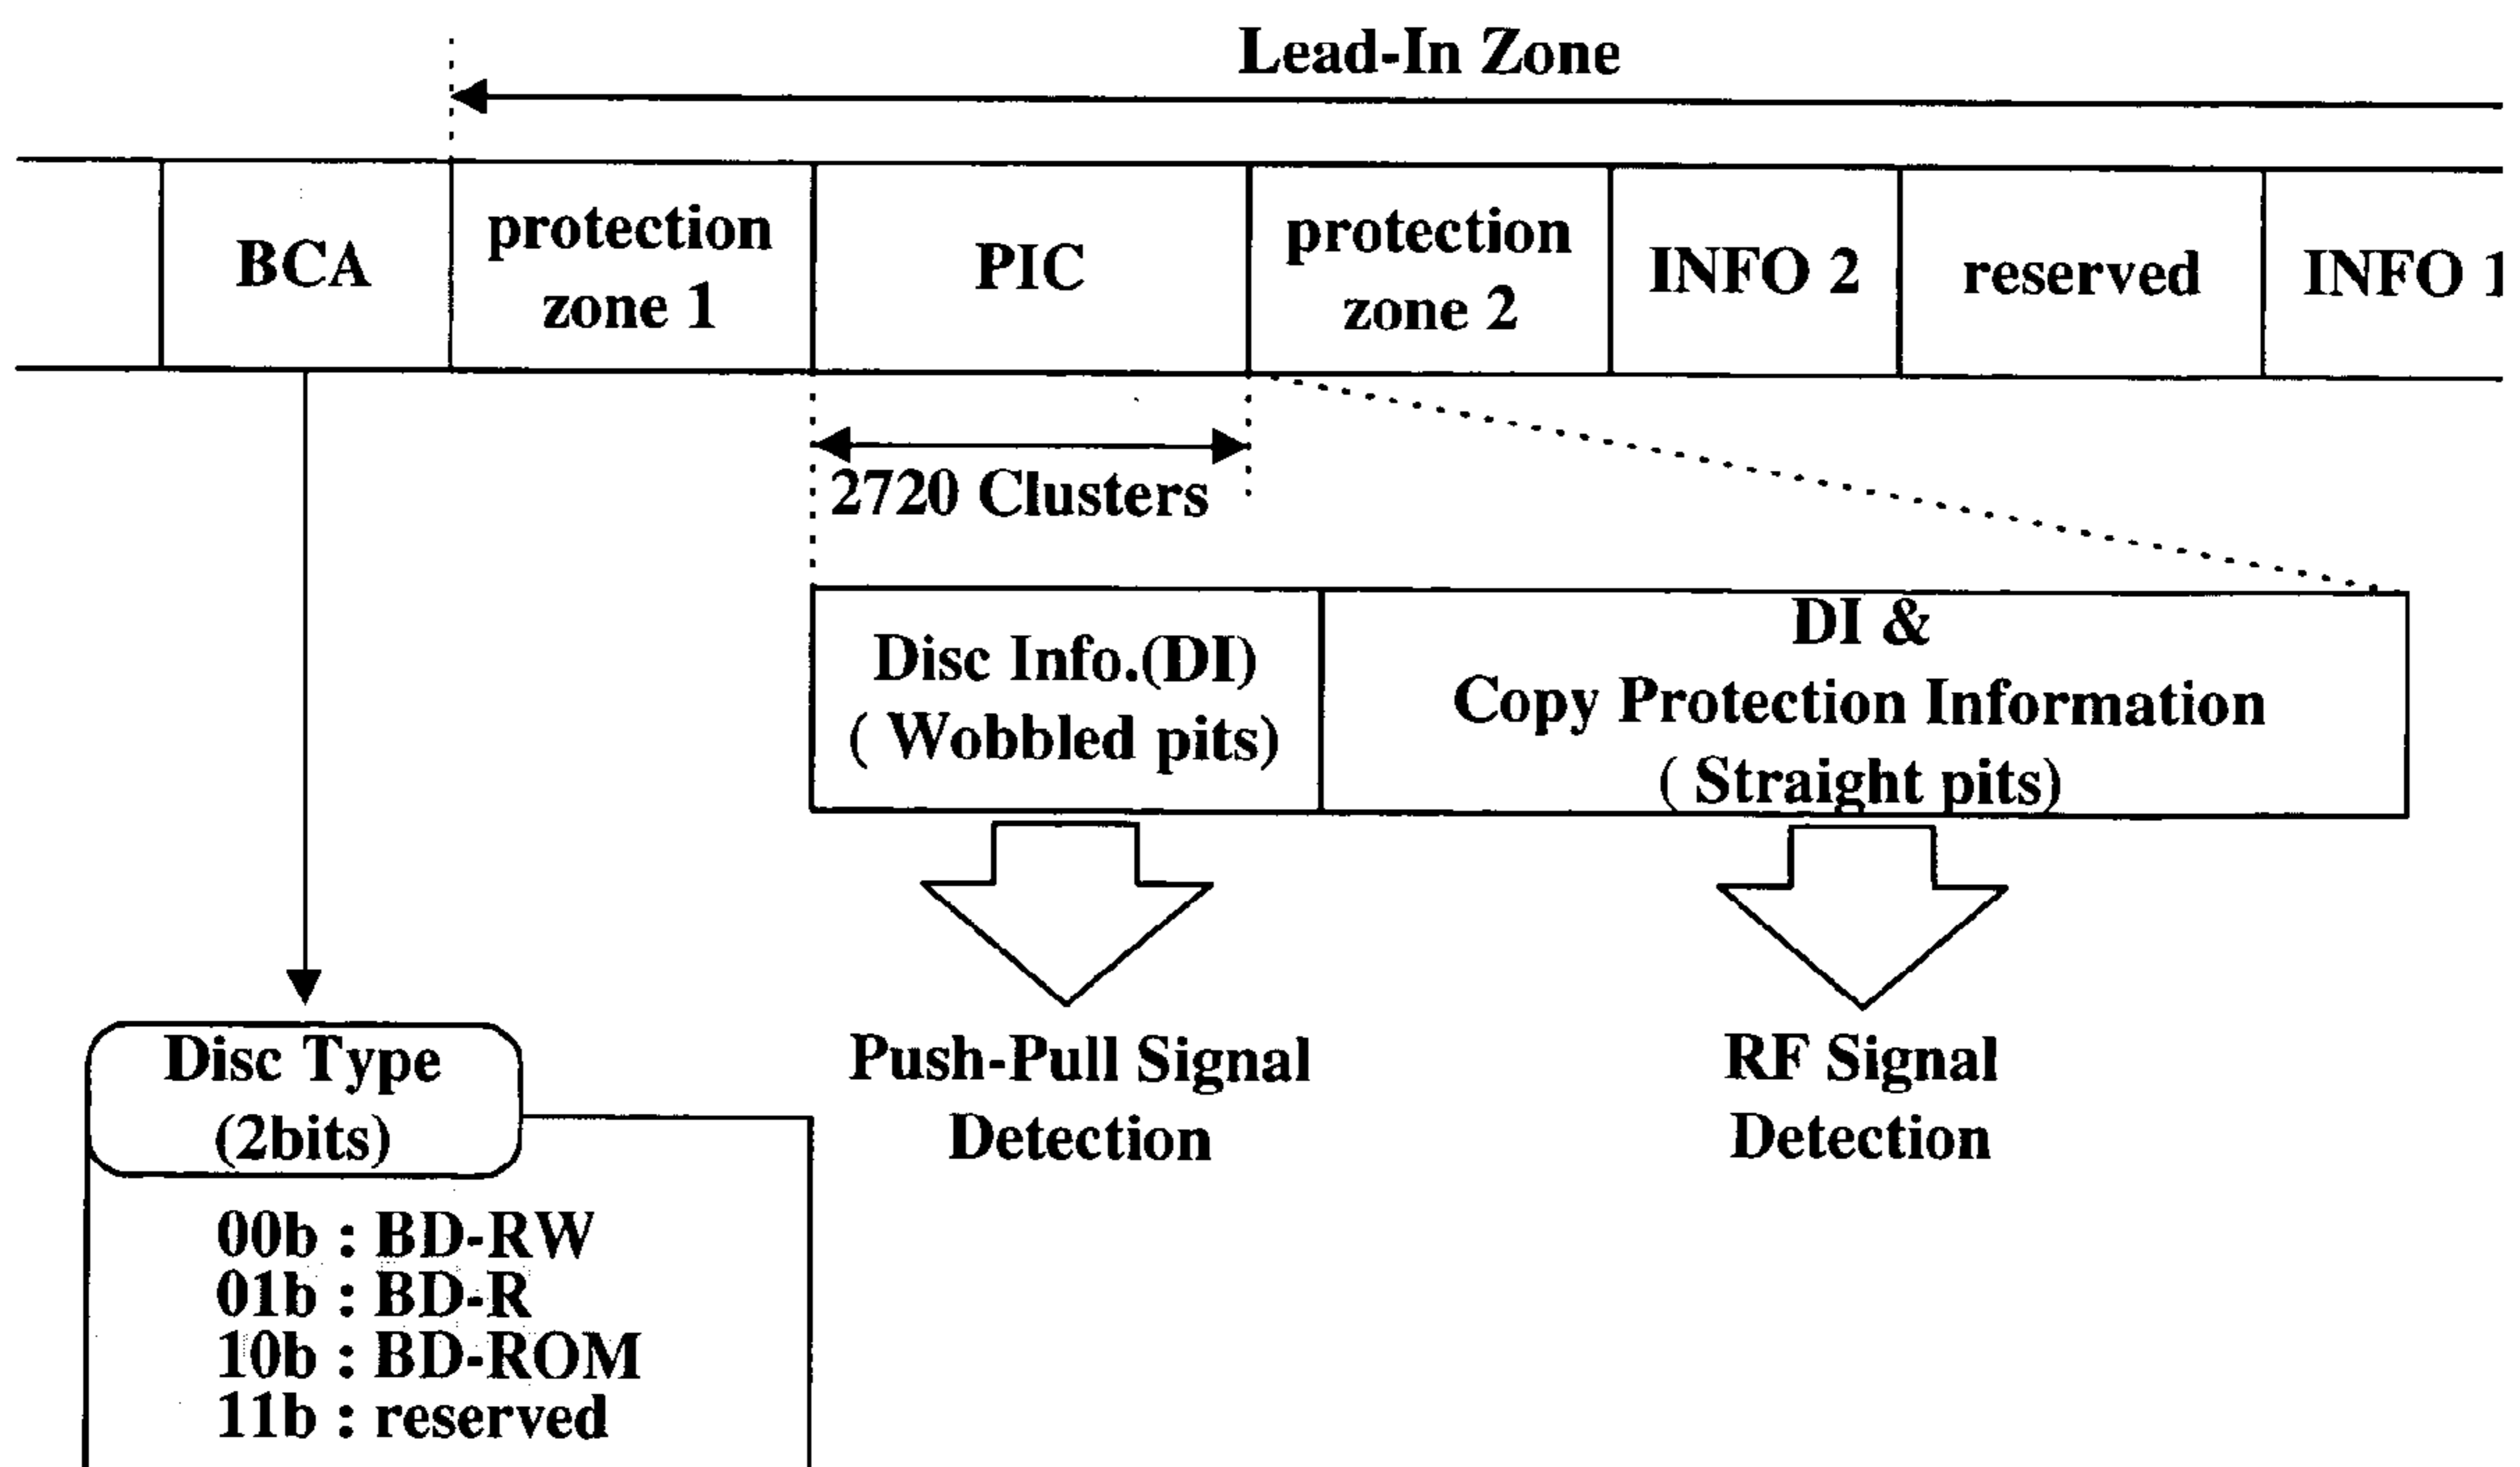 Lead-In Zone
BCA
protection
zone 1
PIC
protection
zone 2
INFO 2
reserved
INFO 1
2720 Clusters
Disc Info.(DI)
( Wobbled pits)
DI &
Copy Protection Information
( Straight pits)
Push-Pull Signal
Detection
RF Signal
Detection
Disc Type
(2bits)
00b : BD-RW
01b : BD-R
10b : BD-ROM
11b : reserved